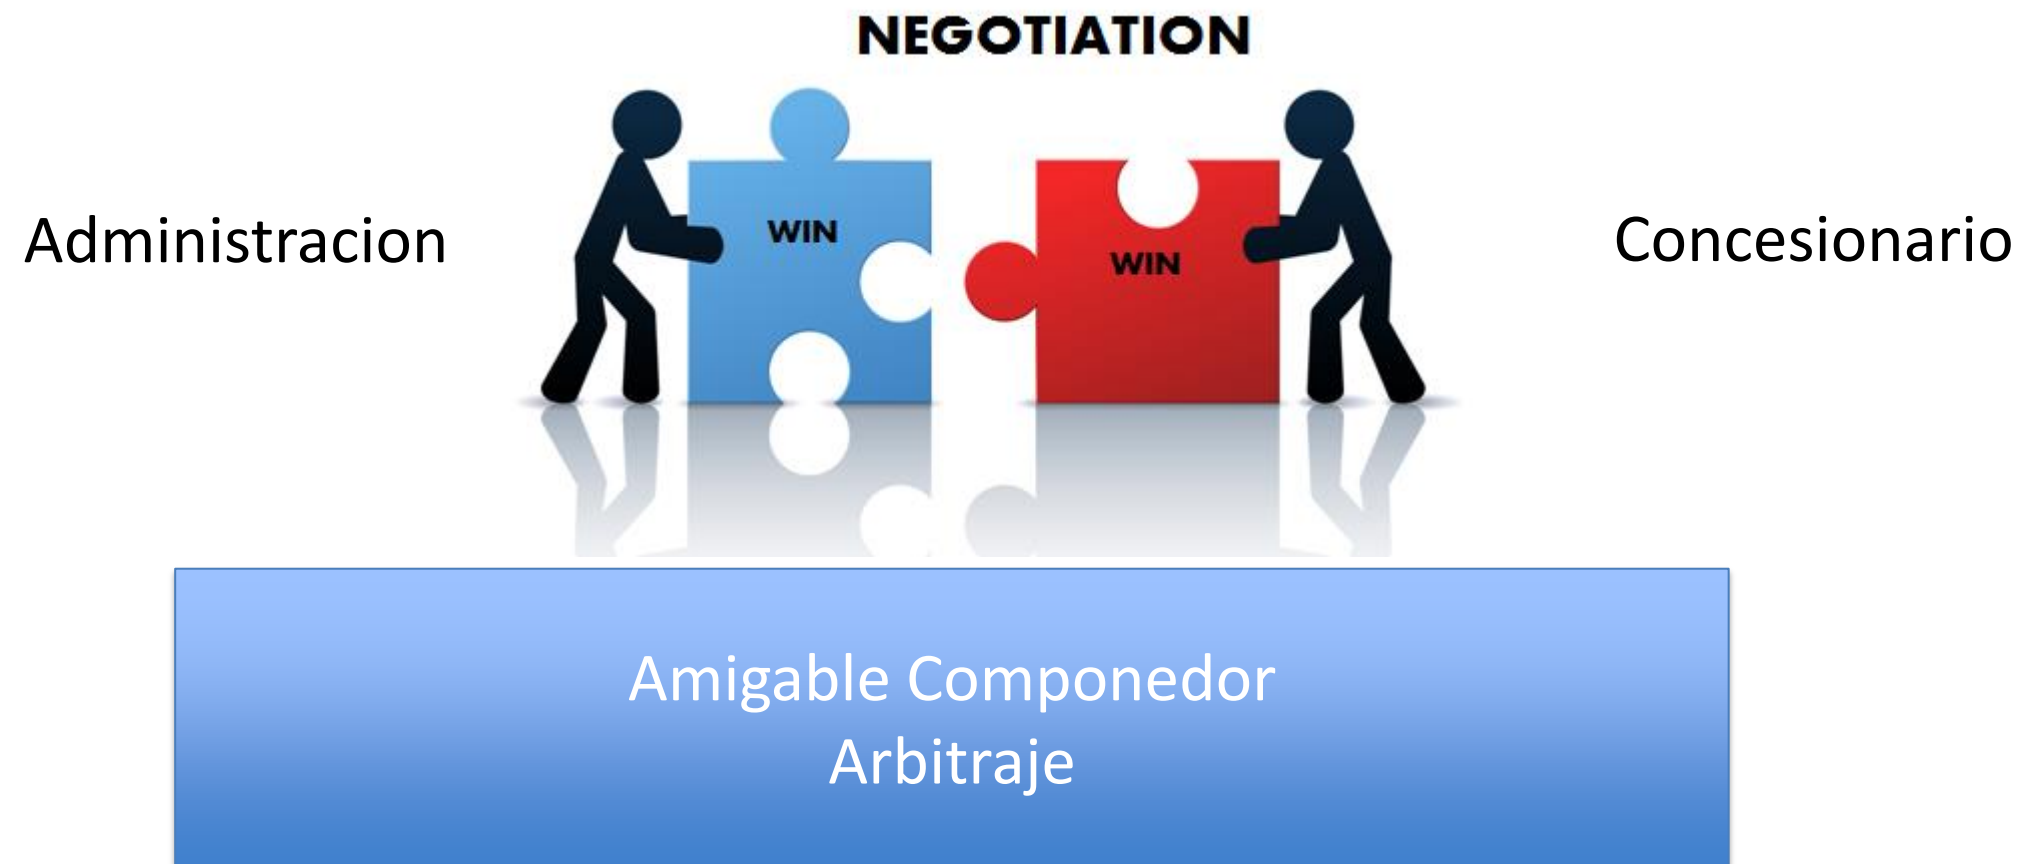 NEGOTIATION
Administracion
WIN
WIN
Concesionario
Amigable Componedor
Arbitraje